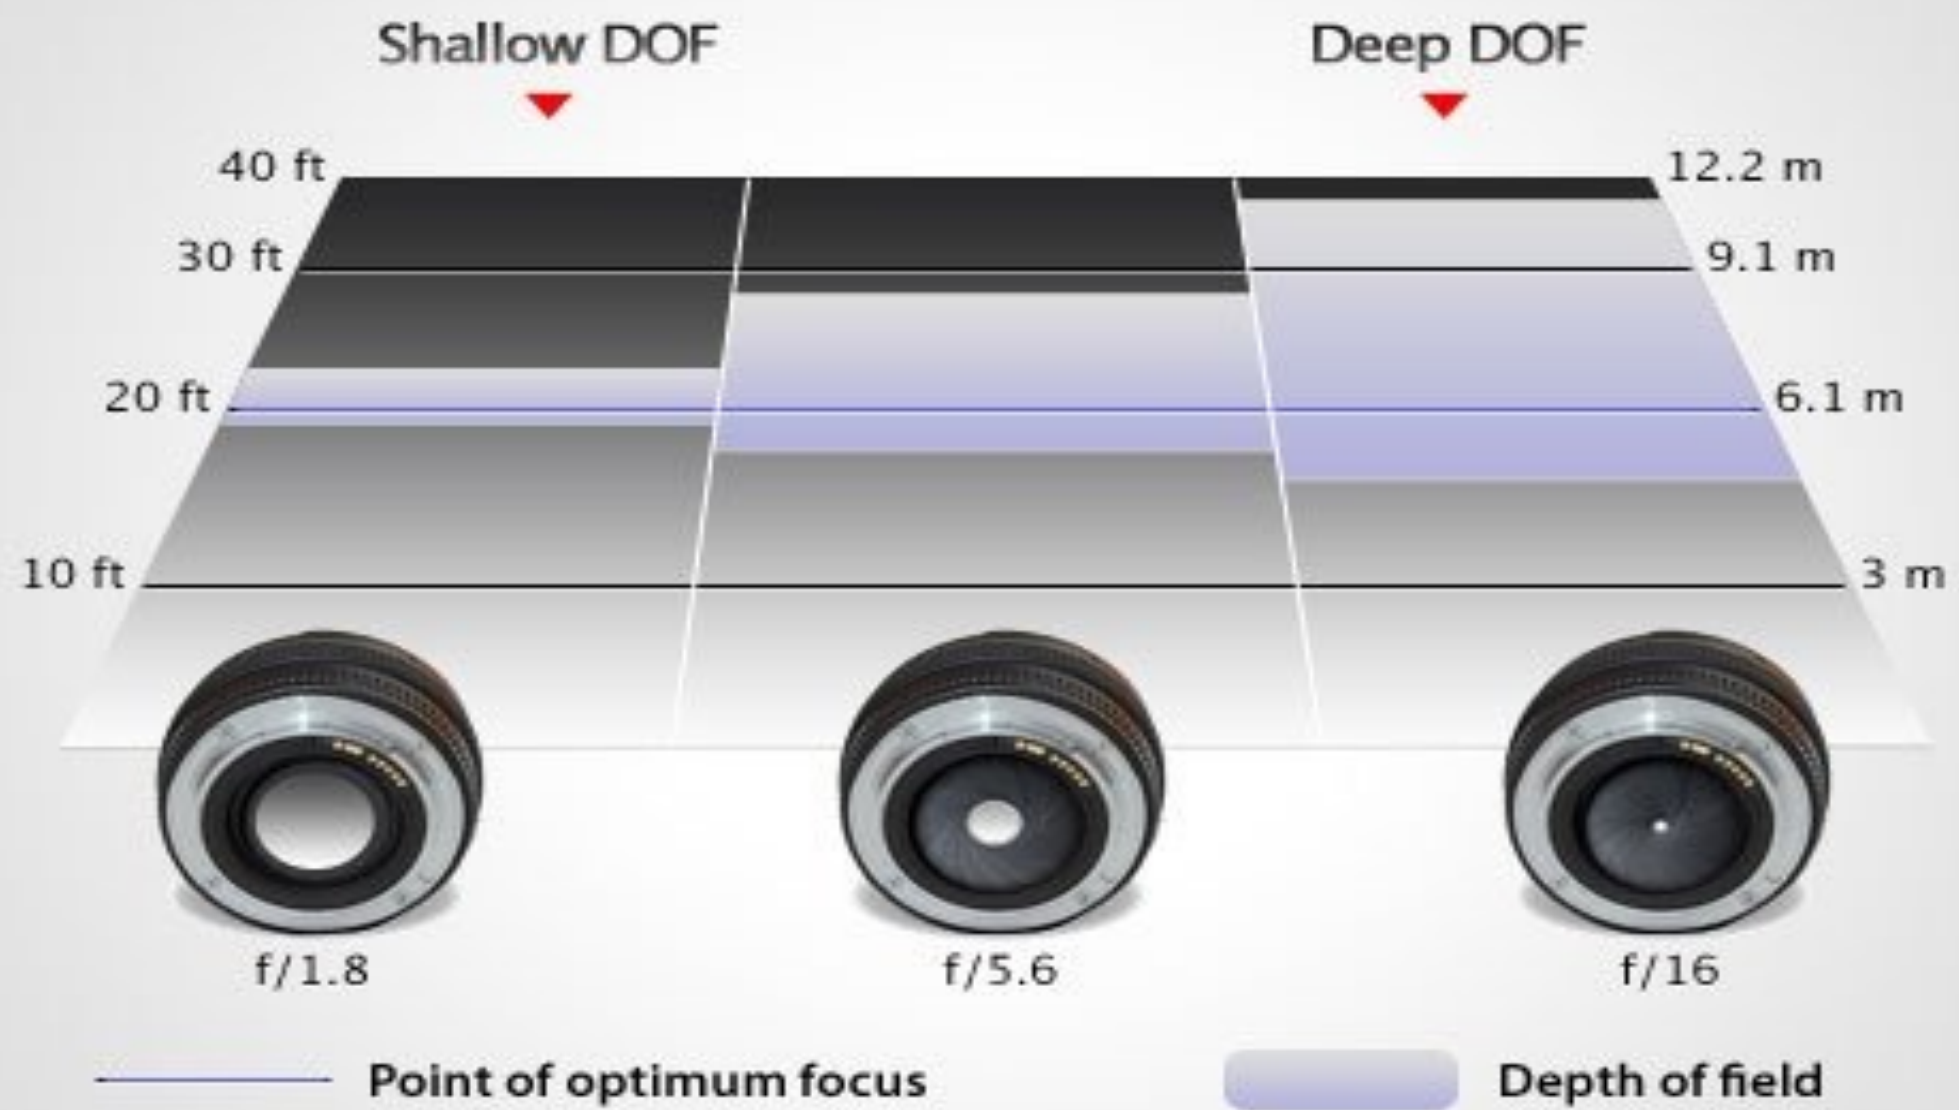 Shallow DOF
Deep DOF
40 ft
12.2 m
30 ft
9.1 m
20 ft
6.1 m
10 ft
3 m
f/1.8
f/5.6
f/16
Point of optimum focus
Depth of field